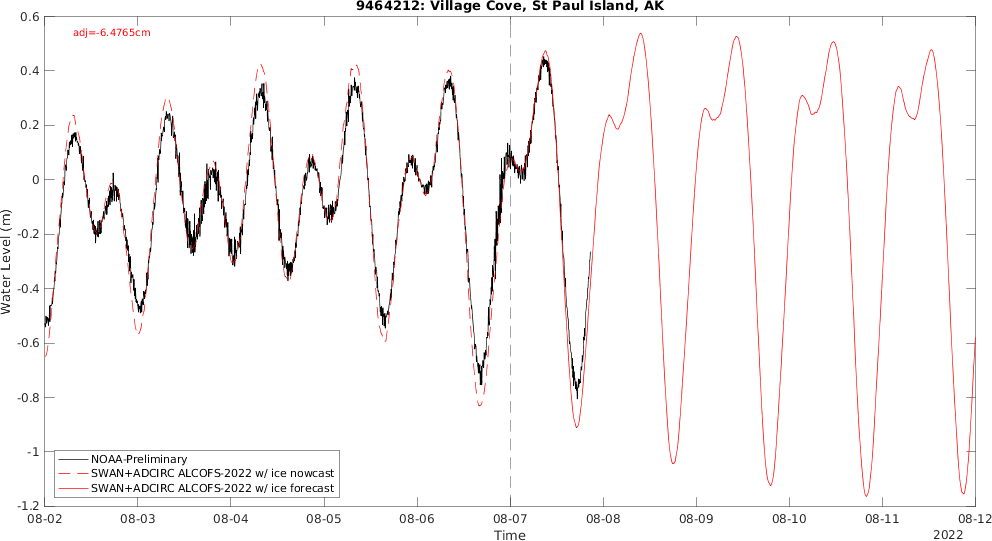 9464212: Village Cove, St Paul Island, AK
adj=-6.4765cm
0.6
0.4
0.2
0
-0.2
-0.4
-0.6
-0.8
-1
-1.2
Water Level (m)
NOAA-Preliminary
SWAN+ADCIRC ALCOFS-2022 w/ ice nowcast
SWAN+ADCIRC ALCOFS-2022 w/ ice forecast
08-02 08-03 08-04 08-05 08-06 08-07 08-08 08-09 08-10 08-11 08-12
Time
2022